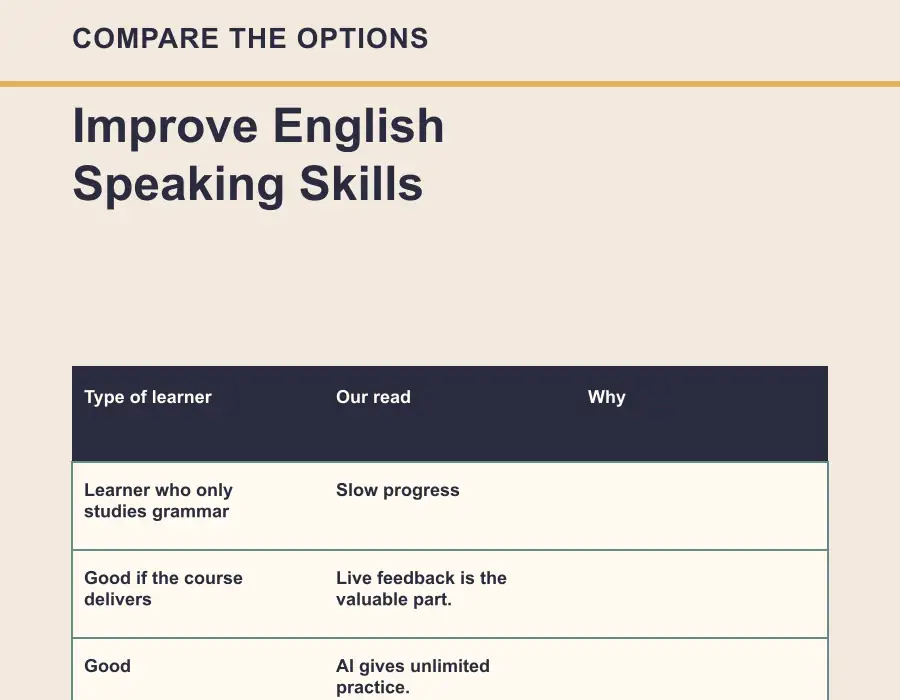 COMPARE THE OPTIONS
Improve English
Speaking Skills
Type of learner Our read Why
Learner who only Slow progress
studies grammar
Good if the course Live feedback is the
delivers valuable part.
Good AI gives unlimited
practice.